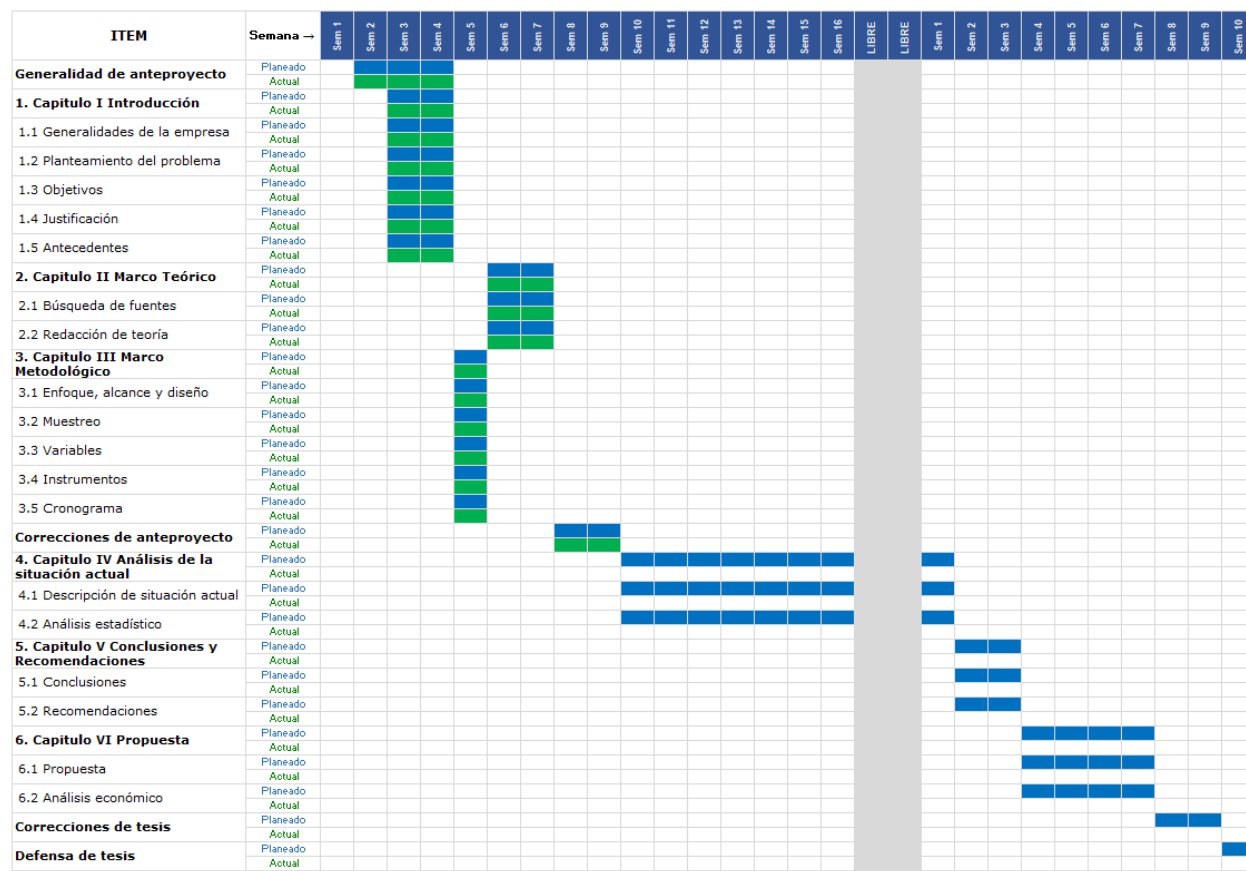 ITEM Semana → Sem 1 Sem 2 Sem 3 Sem 4 Sem 5 Sem 6 Sem 7 Sem 8 Sem 9 Sem 10 Sem 11 Sem 12 Sem 13 Sem 14 Sem 15 Sem 16 LIBRE LIBRE Sem 1 Sem 2 Sem 3 Sem 4 Sem 5 Sem 6 Sem 7 Sem 8 Sem 9 Sem 10
Generalidad de anteproyecto Planeado
Actual
1. Capitulo I Introducción Planeado
Actual
1.1 Generalidades de la empresa Planeado
Actual
1.2 Planteamiento del problema Planeado
Actual
1.3 Objetivos Planeado
Actual
1.4 Justificación Planeado
Actual
1.5 Antecedentes Planeado
Actual
2. Capitulo II Marco Teórico Planeado
Actual
2.1 Búsqueda de fuentes Planeado
Actual
2.2 Redacción de teoría Planeado
Actual
3. Capitulo III Marco Planeado
Metodológico Actual
3.1 Enfoque, alcance y diseño Planeado
Actual
3.2 Muestreo Planeado
Actual
3.3 Variables Planeado
Actual
3.4 Instrumentos Planeado
Actual
3.5 Cronograma Planeado
Actual
Correcciones de anteproyecto Planeado
Actual
4. Capitulo IV Análisis de la Planeado
situación actual Actual
4.1 Descripción de situación actual Planeado
Actual
4.2 Análisis estadístico Planeado
Actual
5. Capitulo V Conclusiones y Planeado
Recomendaciones Actual
5.1 Conclusiones Planeado
Actual
5.2 Recomendaciones Planeado
Actual
6. Capitulo VI Propuesta Planeado
Actual
6.1 Propuesta Planeado
Actual
6.2 Análisis económico Planeado
Actual
Correcciones de tesis Planeado
Actual
Defensa de tesis Planeado
Actual